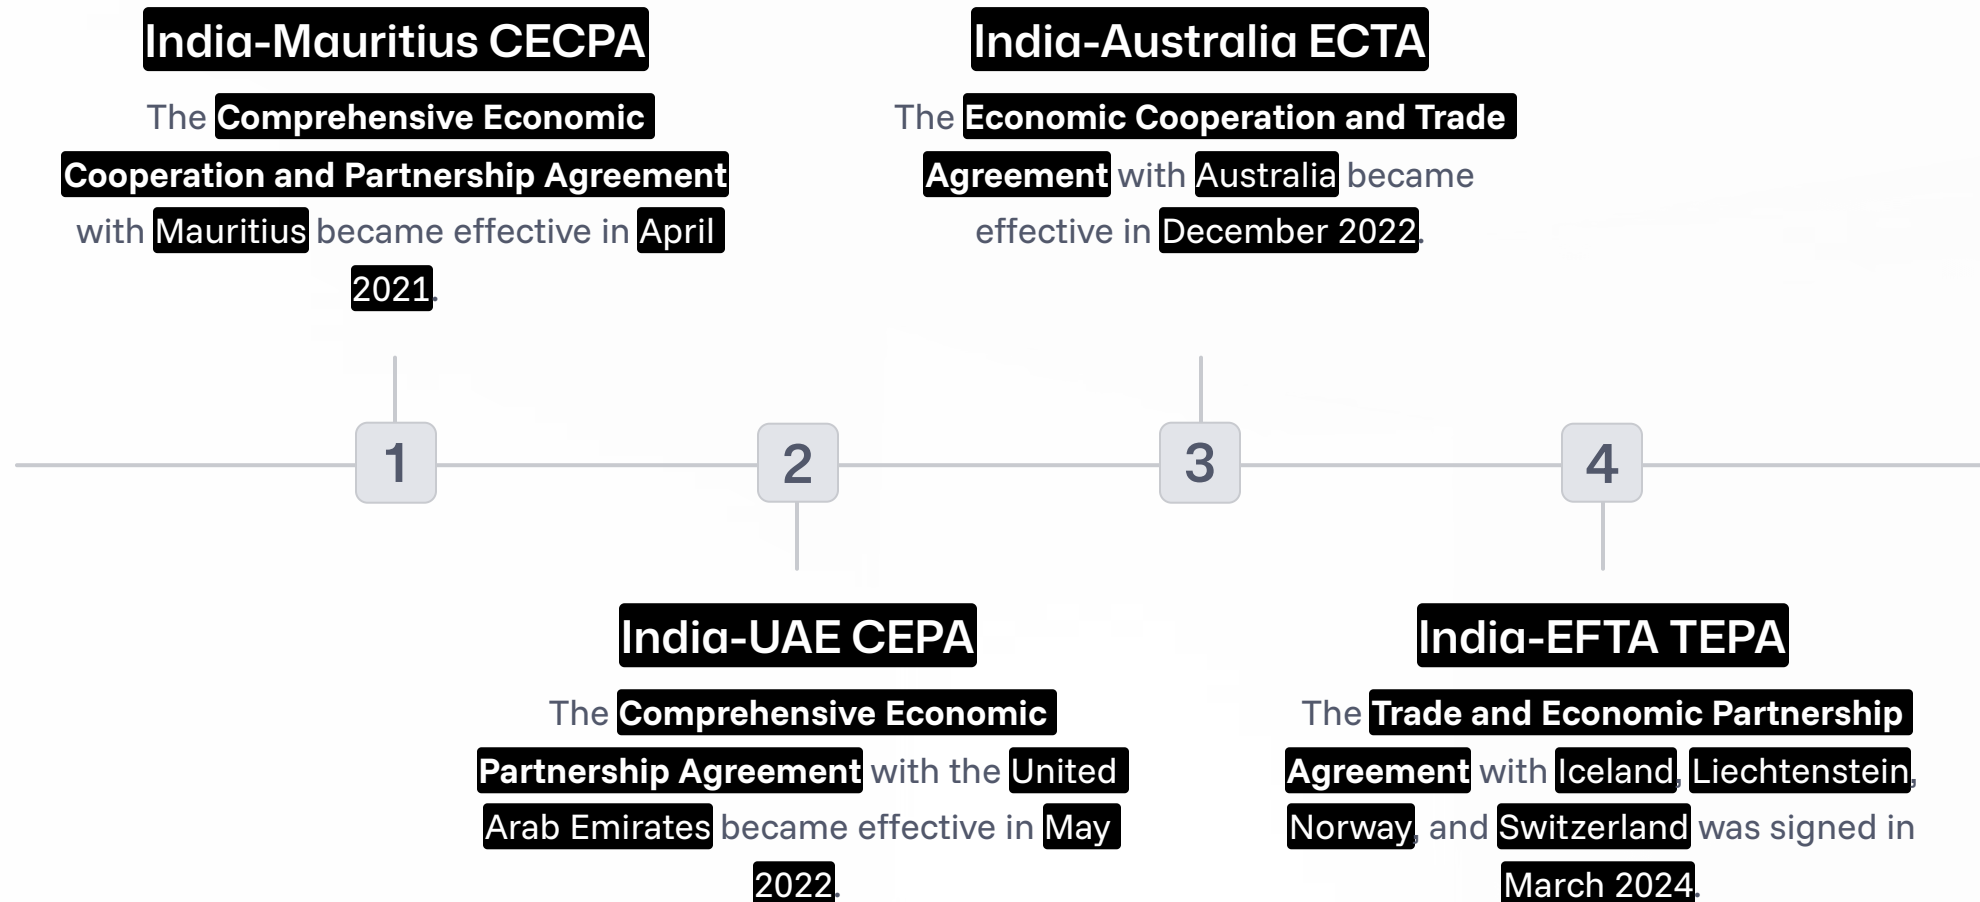 India-Mauritius CECPA
The Comprehensive Economic
Cooperation and Partnership Agreement
with Mauritius became effective in April
2021.
India-Australia ECTA
The Economic Cooperation and Trade
Agreement with Australia became
effective in December 2022.
1
2
3
4
India-UAE CEPA
The Comprehensive Economic
Partnership Agreement with the United
Arab Emirates became effective in May
2022.
India-EFTA TEPA
The Trade and Economic Partnership
Agreement with Iceland, Liechtenstein,
Norway, and Switzerland was signed in
March 2024.